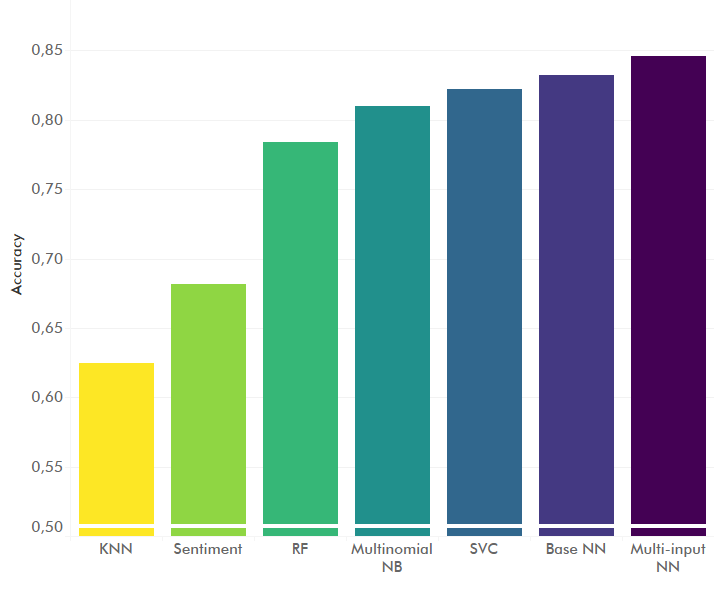 0,85
0,80
0,75
0,70
0,65
0,60
0,55
0,50
Accuracy
KNN
Sentiment
RF
Multinomial
NB
SVC
Base NN
Multi-input
NN